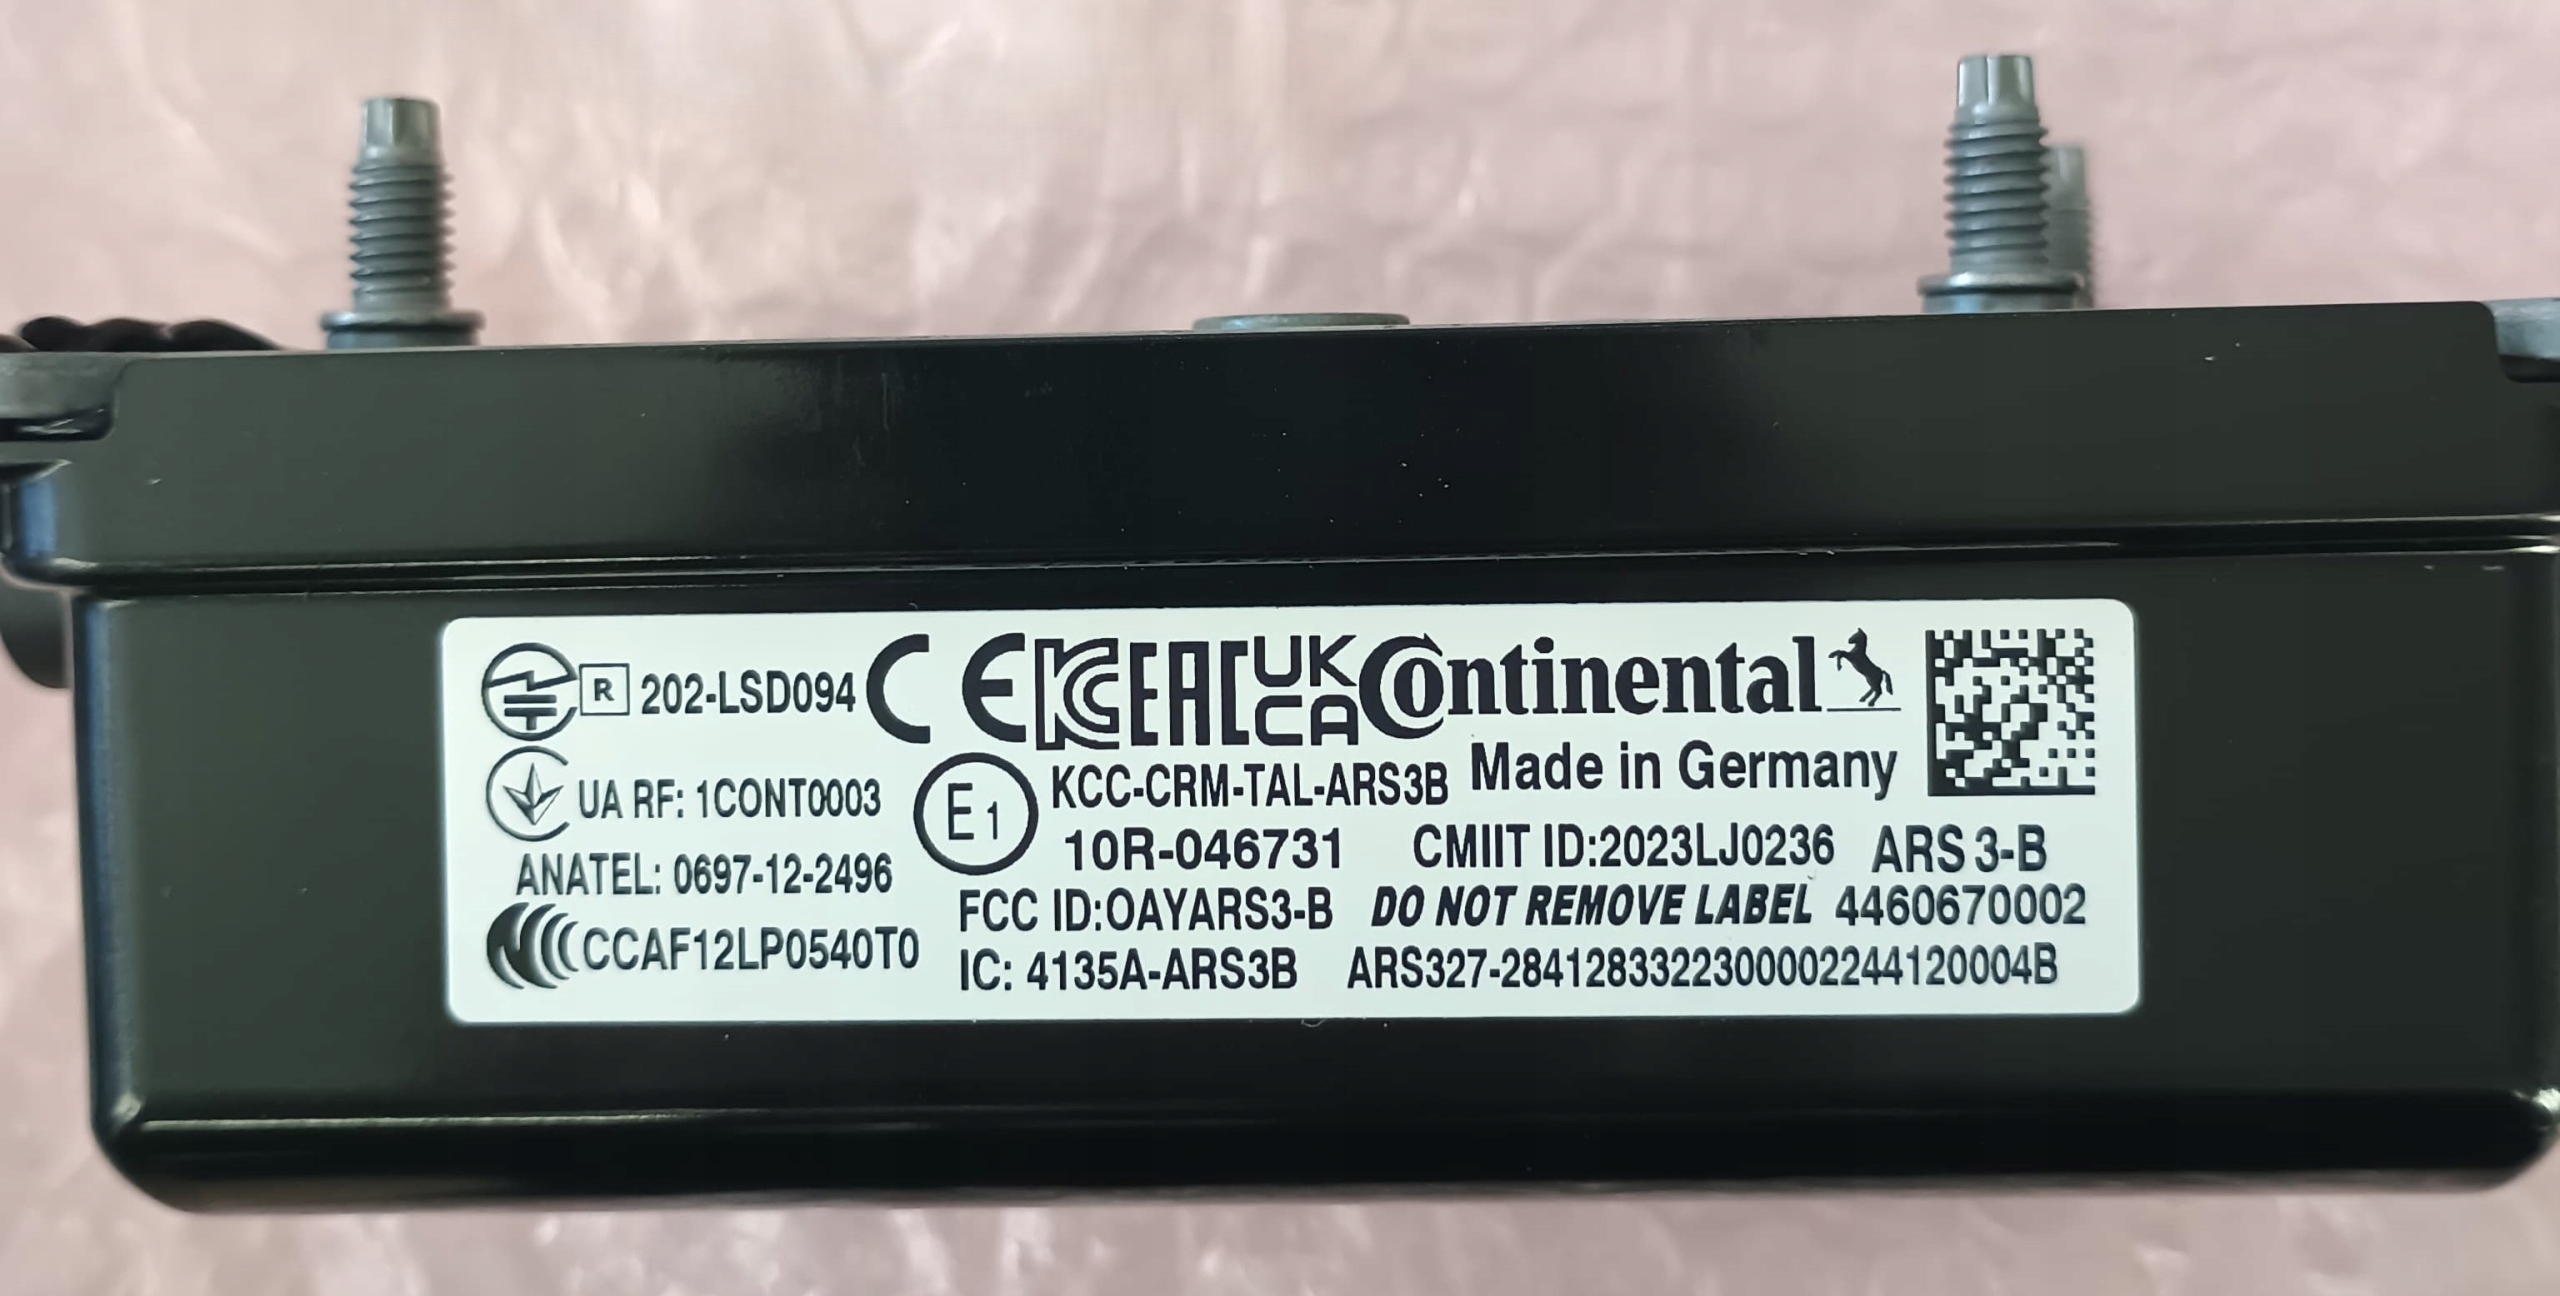 R 202-LSD094 CE KC EAC UK CA Continental
UA RF: 1CONT0003 E1 KCC-CRM-TAL-ARS3B Made in Germany
10R-046731 CMIIT ID:2023LJ0236 ARS 3-B
ANATEL: 0697-12-2496
FCC ID:OAYARS3-B DO NOT REMOVE LABEL 4460670002
CCAF12LP0540T0 IC: 4135A-ARS3B ARS327-2841283322300002244120004B